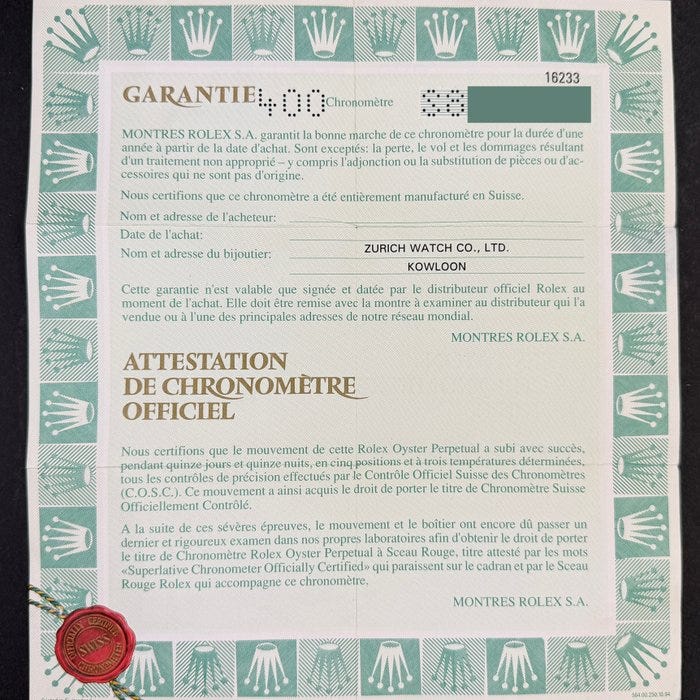 16233
GARANTIE 400 Chronomètre S8
MONTRES ROLEX S.A. garantit la bonne marche de ce chronomètre pour la durée d'une
année à partir de la date d'achat. Sont exceptés: la perte, le vol et les dommages résultant
d'un traitement non approprié – y compris l'adjonction ou la substitution de pièces ou d'ac-
cessoires qui ne sont pas d'origine.
Nous certifions que ce chronomètre a été entièrement manufacturé en Suisse.
Nom et adresse de l'acheteur:
Date de l'achat:
Nom et adresse du bijoutier: ZURICH WATCH CO., LTD.
KOWLOON
Cette garantie n'est valable que signée et datée par le distributeur officiel Rolex au
moment de l'achat. Elle doit être remise avec la montre à examiner au distributeur qui l'a
vendue ou à l'une des principales adresses de notre réseau mondial.
MONTRES ROLEX S.A.
ATTESTATION
DE CHRONOMÈTRE
OFFICIEL
Nous certifions que le mouvement de cette Rolex Oyster Perpetual a subi avec succès,
pendant quinze jours et quinze nuits, en cinq positions et à trois températures déterminées,
tous les contrôles de précision effectués par le Contrôle Officiel Suisse des Chronomètres
(C.O.S.C.). Ce mouvement a ainsi acquis le droit de porter le titre de Chronomètre Suisse
Officiellement Contrôlé.
A la suite de ces sévères épreuves, le mouvement et le boîtier ont encore dû passer un
dernier et rigoureux examen dans nos propres laboratoires afin d'obtenir le droit de porter
le titre de Chronomètre Rolex Oyster Perpetual à Sceau Rouge, titre attesté par les mots
«Superlative Chronometer Officially Certified» qui paraissent sur le cadran et par le Sceau
Rouge Rolex qui accompagne ce chronomètre.
MONTRES ROLEX S.A.
OFFICIALLY CERTIFIED
SWISS
CHRONOMETER
564.00.250.10.94